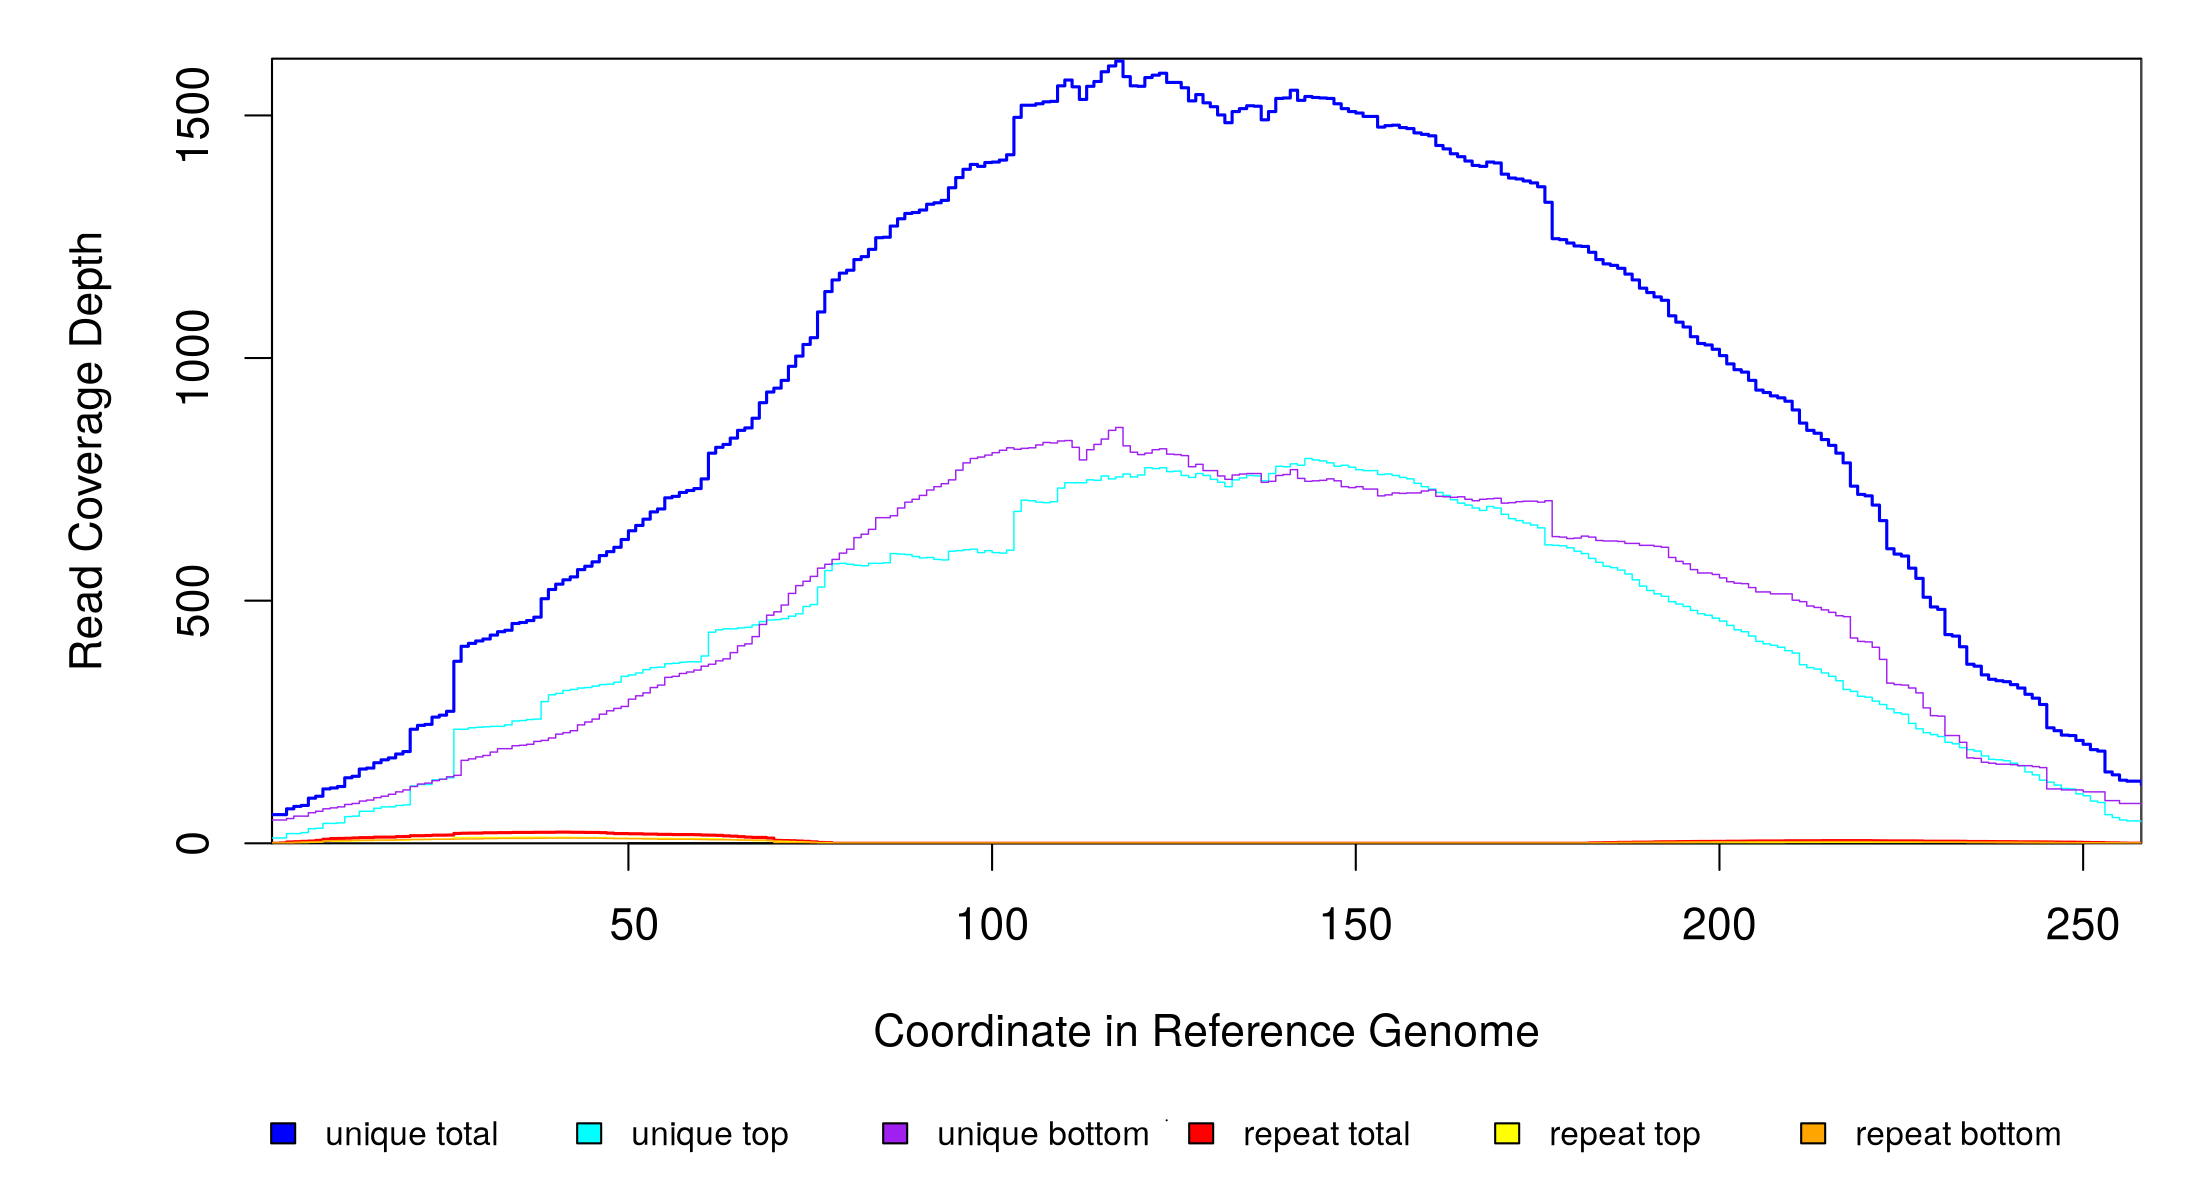 Read Coverage Depth
1500
1000
500
0
50 100 150 200 250
Coordinate in Reference Genome
unique total unique top unique bottom repeat total repeat top repeat bottom